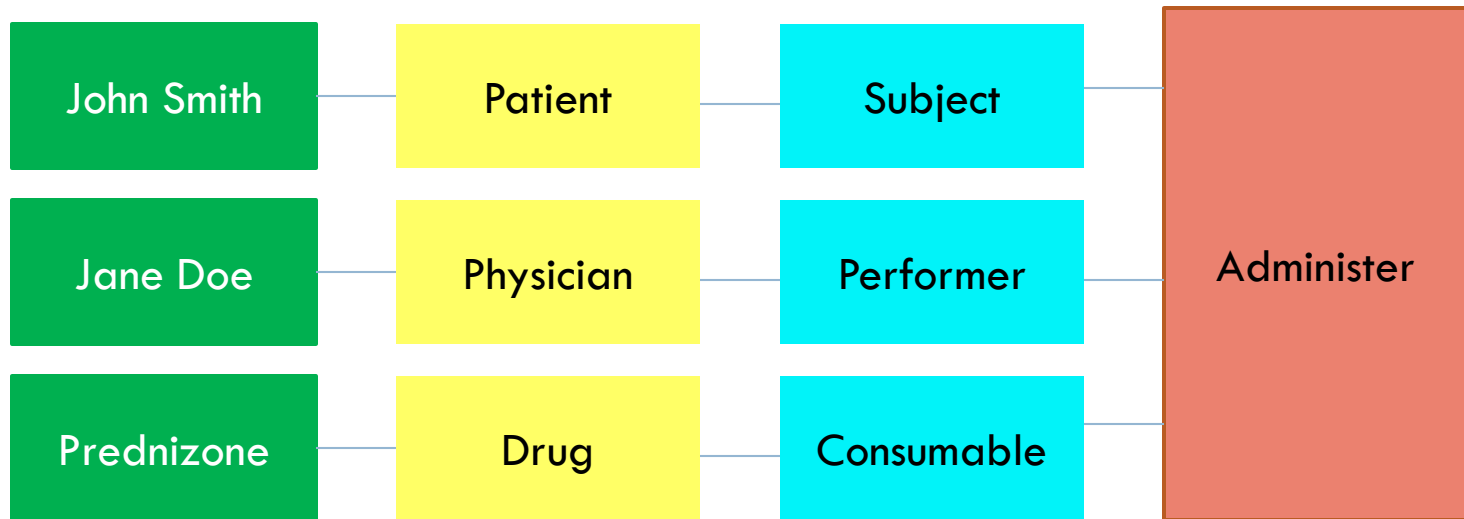 John Smith
Patient
Subject
Jane Doe
Physician
Performer
Administer
Prednizone
Drug
Consumable